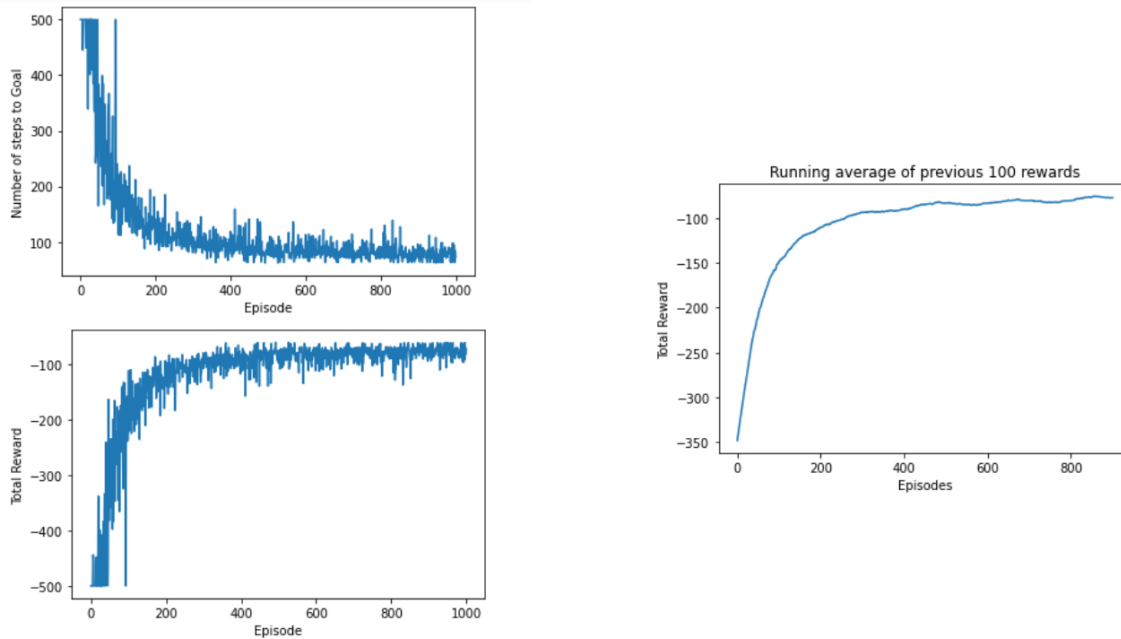 500
400
300
200
100
Number of steps to Goal
0 200 400 600 800 1000
Episode
−100
−200
−300
−400
−500
Total Reward
0 200 400 600 800 1000
Episode
Running average of previous 100 rewards
−100
−150
−200
−250
−300
−350
Total Reward
0 200 400 600 800
Episodes